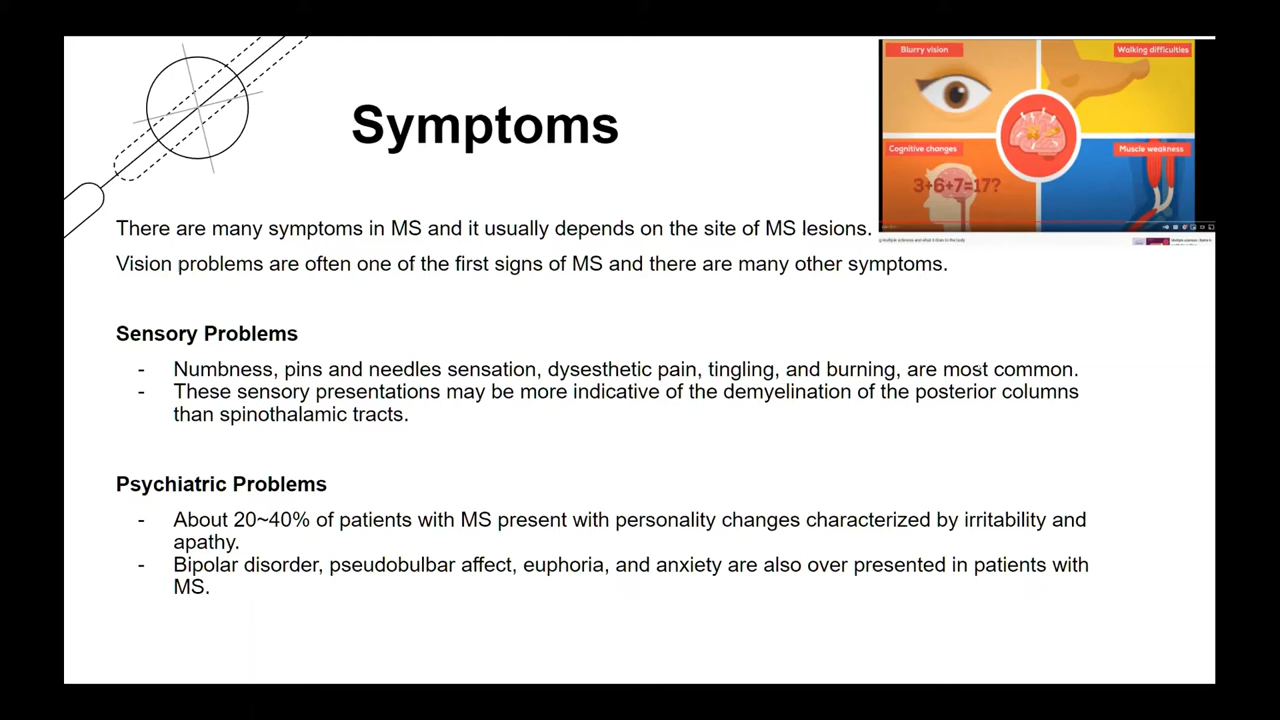 Symptoms
Blurry vision
Walking difficulties
Cognitive changes
Muscle weakness
3+6+7=17?
There are many symptoms in MS and it usually depends on the site of MS lesions.
Vision problems are often one of the first signs of MS and there are many other symptoms.
Sensory Problems
- Numbness, pins and needles sensation, dysesthetic pain, tingling, and burning, are most common.
- These sensory presentations may be more indicative of the demyelination of the posterior columns
than spinothalamic tracts.
Psychiatric Problems
- About 20~40% of patients with MS present with personality changes characterized by irritability and
apathy.
- Bipolar disorder, pseudobulbar affect, euphoria, and anxiety are also over presented in patients with
MS.